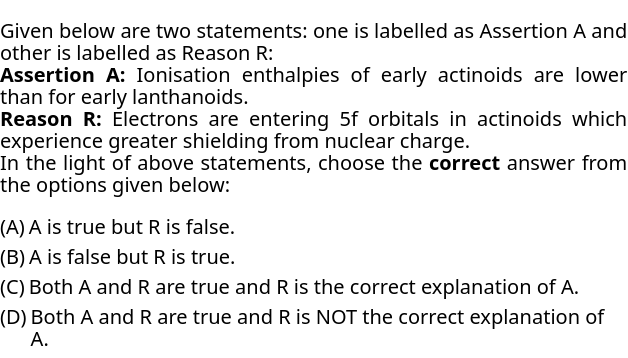 Given below are two statements: one is labelled as Assertion A and
other is labelled as Reason R:
Assertion A: Ionisation enthalpies of early actinoids are lower
than for early lanthanoids.
Reason R: Electrons are entering 5f orbitals in actinoids which
experience greater shielding from nuclear charge.
In the light of above statements, choose the correct answer from
the options given below:
(A) A is true but R is false.
(B) A is false but R is true.
(C) Both A and R are true and R is the correct explanation of A.
(D) Both A and R are true and R is NOT the correct explanation of
A.